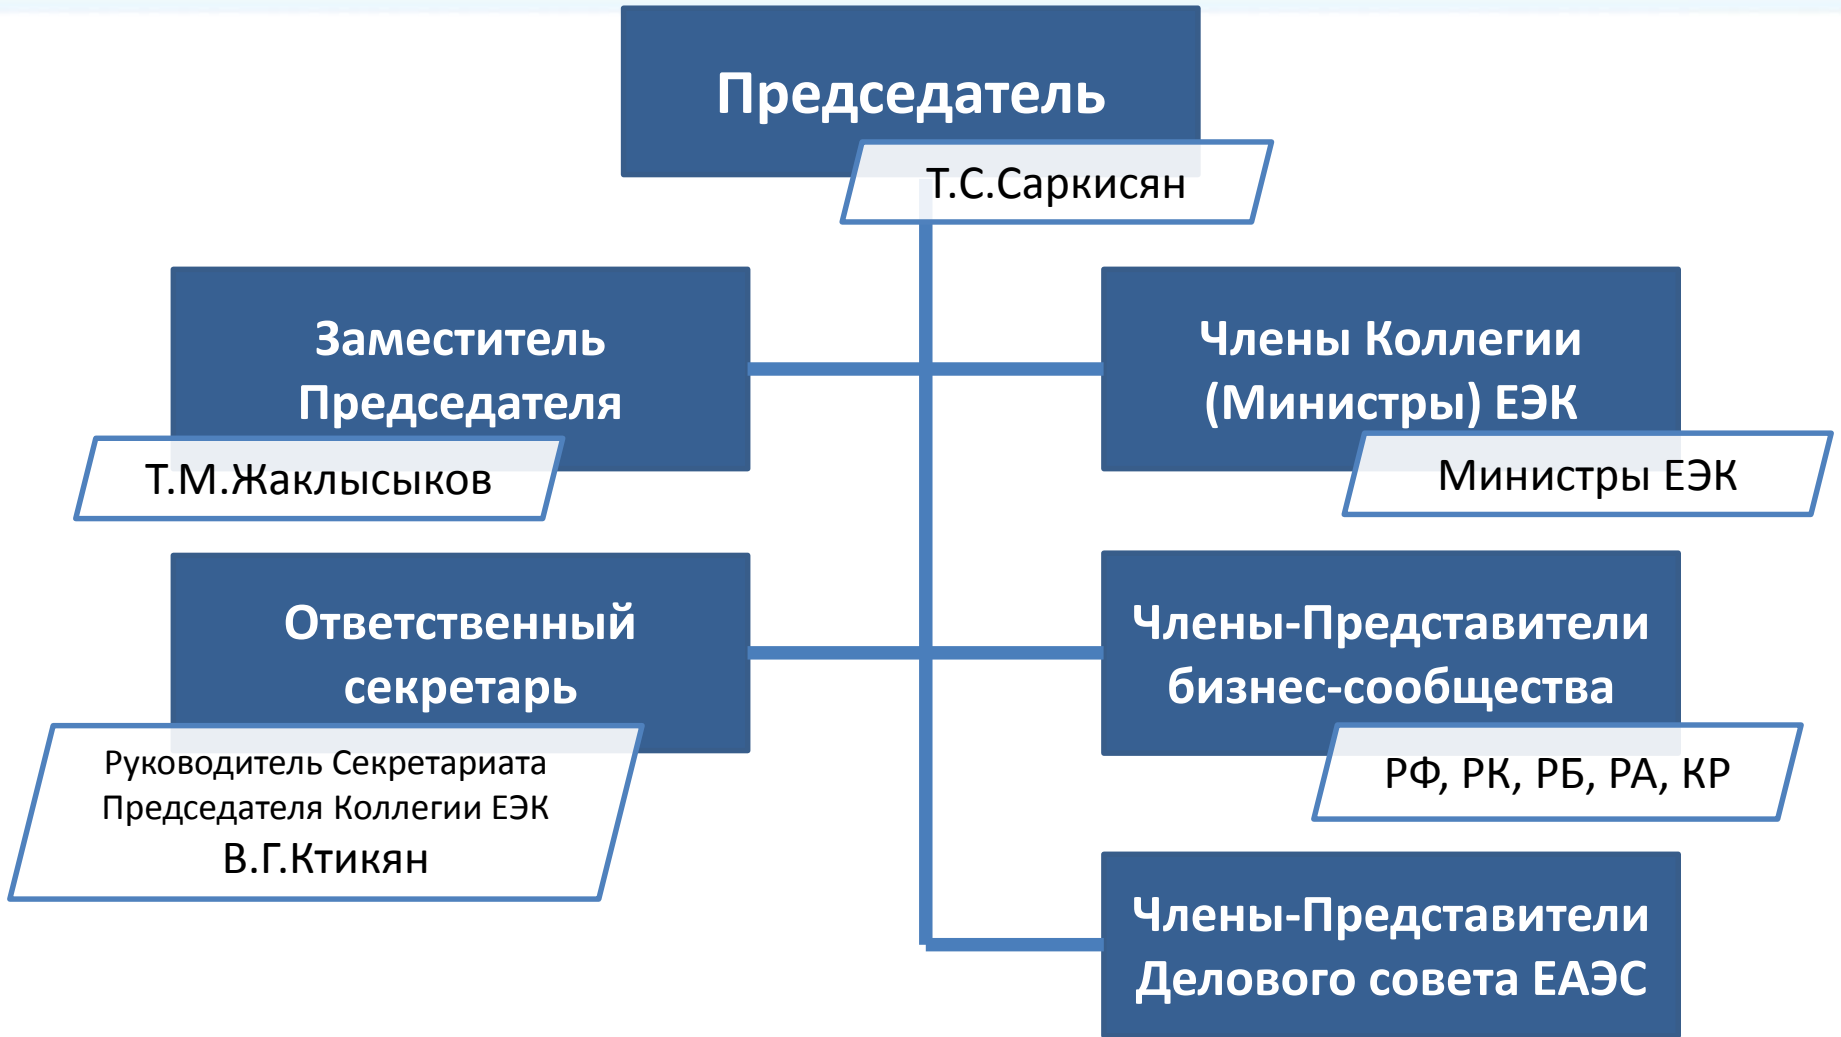 Председатель
Т.С.Саркисян
Заместитель
Председателя
Т.М.Жаклысыков
Члены Коллегии
(Министры) ЕЭК
Министры ЕЭК
Ответственный
секретарь
Руководитель Секретариата
Председателя Коллегии ЕЭК
В.Г.Ктикян
Члены-Представители
бизнес-сообщества
РФ, РК, РБ, РА, КР
Члены-Представители
Делового совета ЕАЭС